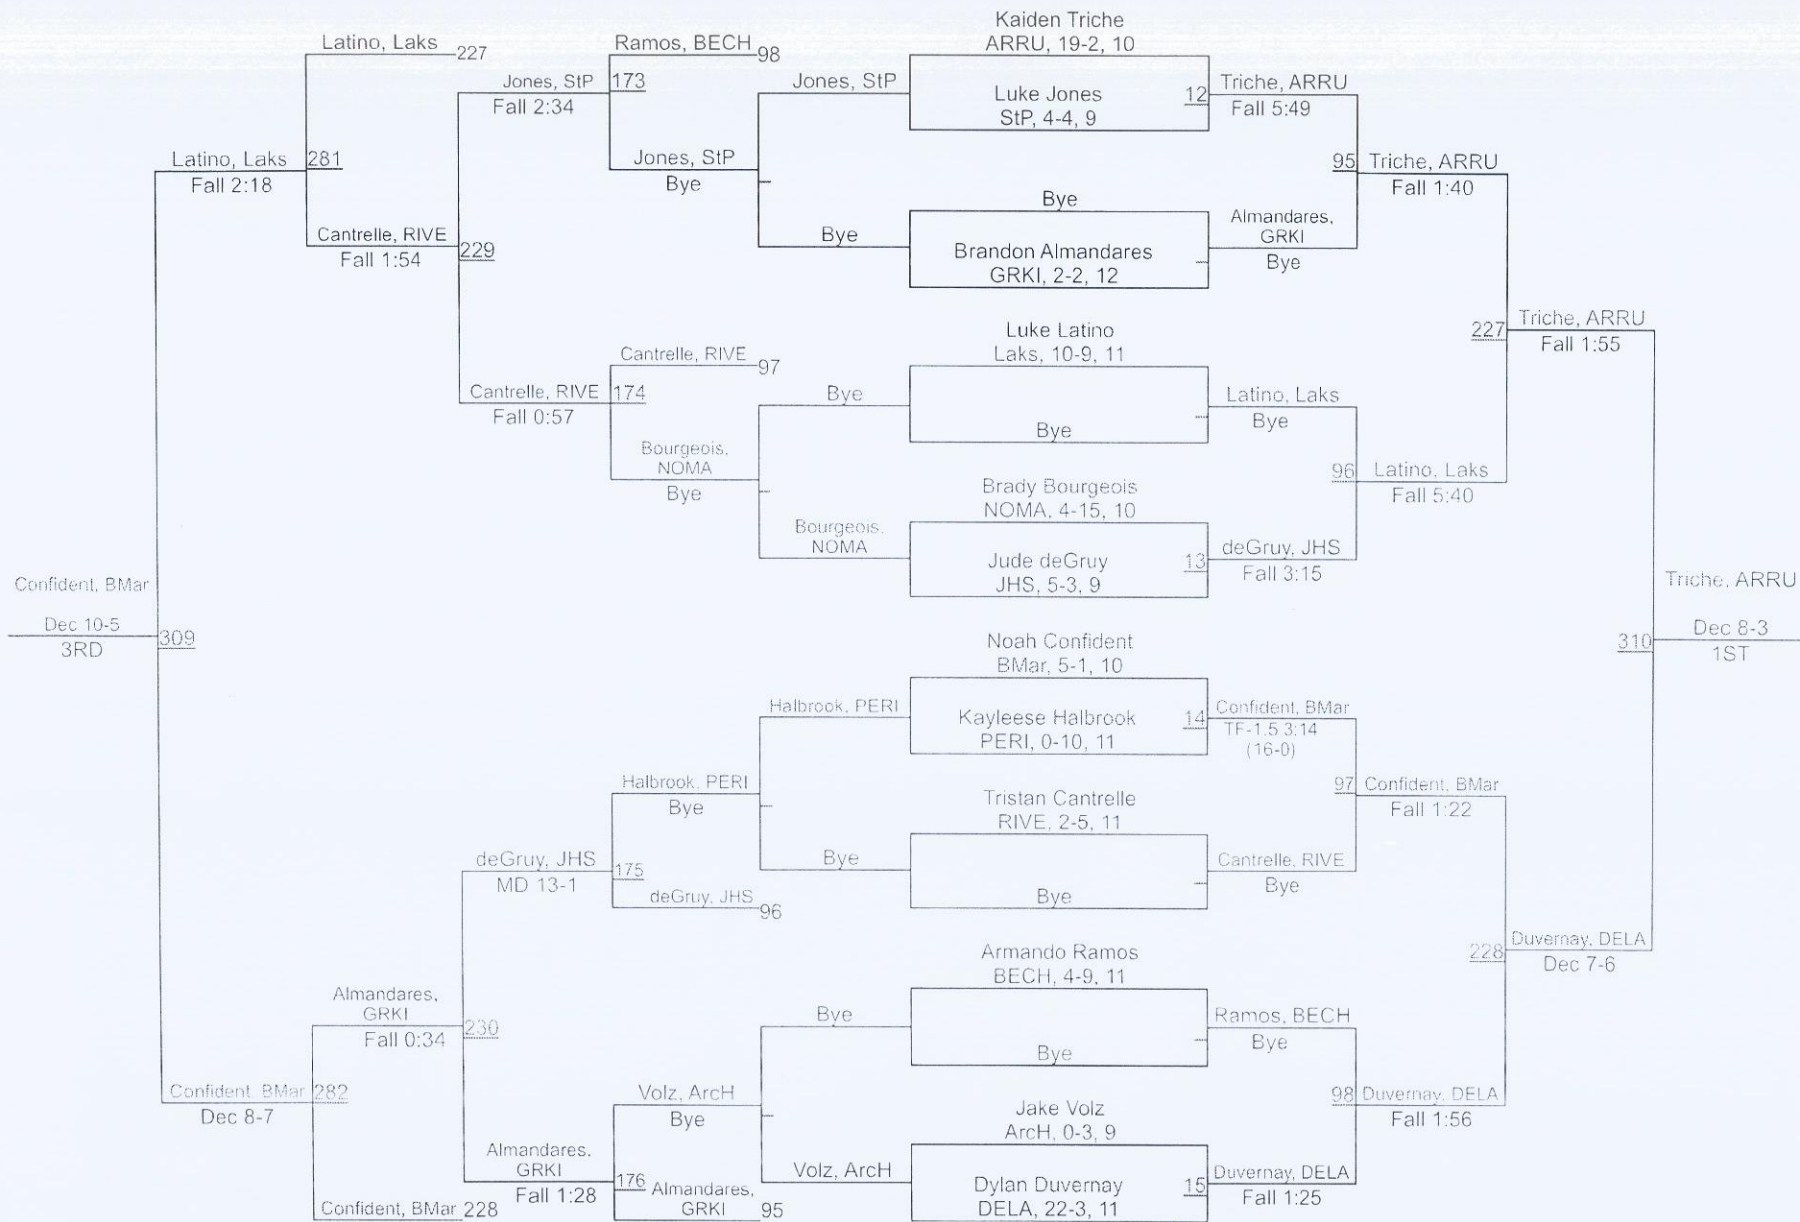 Kaiden Triche
ARRU, 19-2, 10
Latino, Laks
227
Ramos, BECH
98
Jones, StP
Fall 2:34
173
Jones, StP
Luke Jones
StP, 4-4, 9
12
Triche, ARRU
Fall 5:49
Latino, Laks
Fall 2:18
281
Jones, StP
Bye
95
Triche, ARRU
Fall 1:40
Bye
Cantrelle, RIVE
Fall 1:54
229
Bye
Brandon Almandares
GRKI, 2-2, 12
Almandares,
GRKI
Bye
Luke Latino
Laks, 10-9, 11
227
Triche, ARRU
Fall 1:55
Cantrelle, RIVE
97
Cantrelle, RIVE
Fall 0:57
174
Bye
Bye
Latino, Laks
Bye
Bourgeois,
NOMA
Bye
96
Latino, Laks
Fall 5:40
Brady Bourgeois
NOMA, 4-15, 10
Bourgeois,
NOMA
Jude deGruy
JHS, 5-3, 9
13
deGruy, JHS
Fall 3:15
Confident, BMar
Dec 10-5
3RD
309
Triche, ARRU
310
Dec 8-3
1ST
Noah Confident
BMar, 5-1, 10
Halbrook, PERI
Kayleese Halbrook
PERI, 0-10, 11
14
Confident, BMar
TF-1.5 3:14
(16-0)
Halbrook, PERI
Bye
97
Confident, BMar
Fall 1:22
Tristan Cantrelle
RIVE, 2-5, 11
deGruy, JHS
MD 13-1
175
Bye
Bye
Cantrelle, RIVE
Bye
deGruy, JHS
96
228
Duvernay, DELA
Dec 7-6
Armando Ramos
BECH, 4-9, 11
Almandares,
GRKI
Fall 0:34
230
Bye
Bye
Ramos, BECH
Bye
Confident, BMar
Dec 8-7
282
Volz, ArcH
Bye
98
Duvernay, DELA
Fall 1:56
Jake Volz
ArcH, 0-3, 9
Almandares,
GRKI
Fall 1:28
176
Volz, ArcH
Dylan Duvernay
DELA, 22-3, 11
15
Duvernay, DELA
Fall 1:25
Almandares,
GRKI
95
Confident, BMar
228